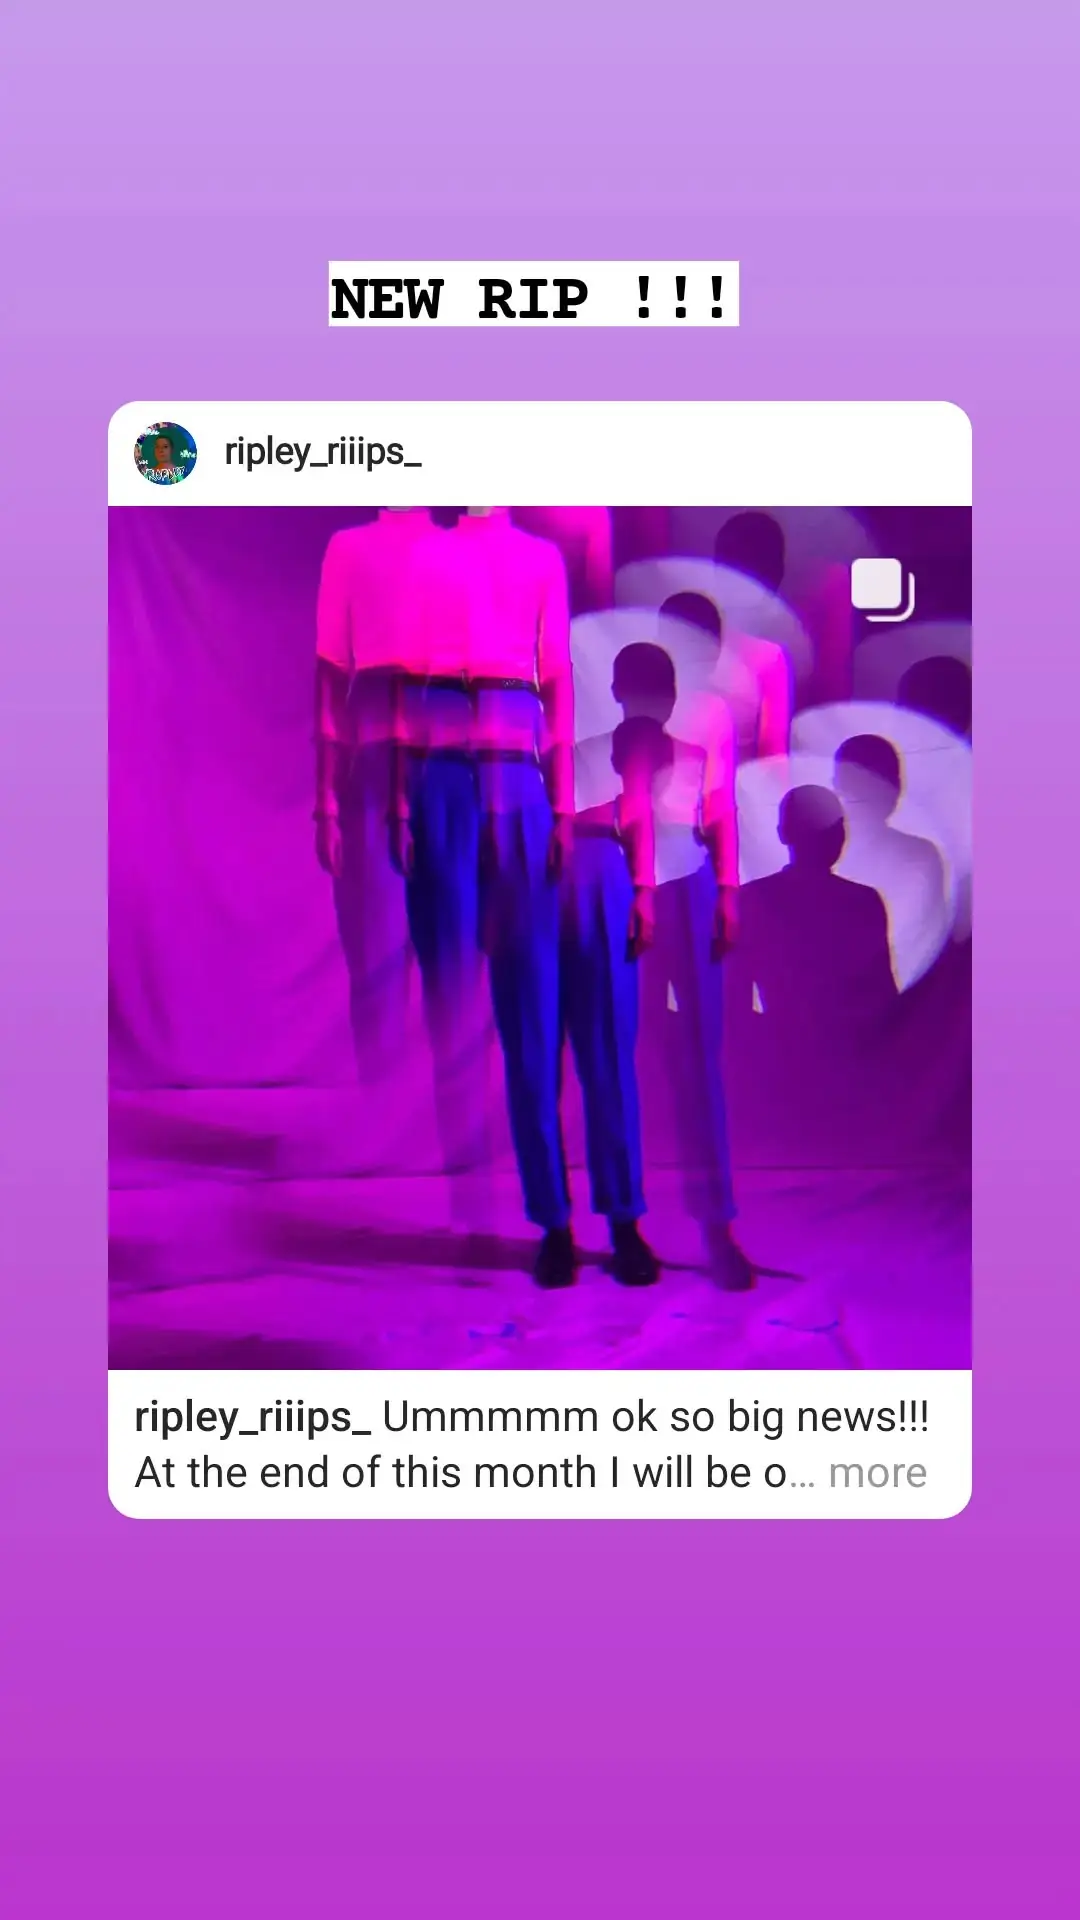 NEW RIP !!!
ripley_riiips_
ripley_riiips_ Ummmmm ok so big news!!!
At the end of this month I will be o… more